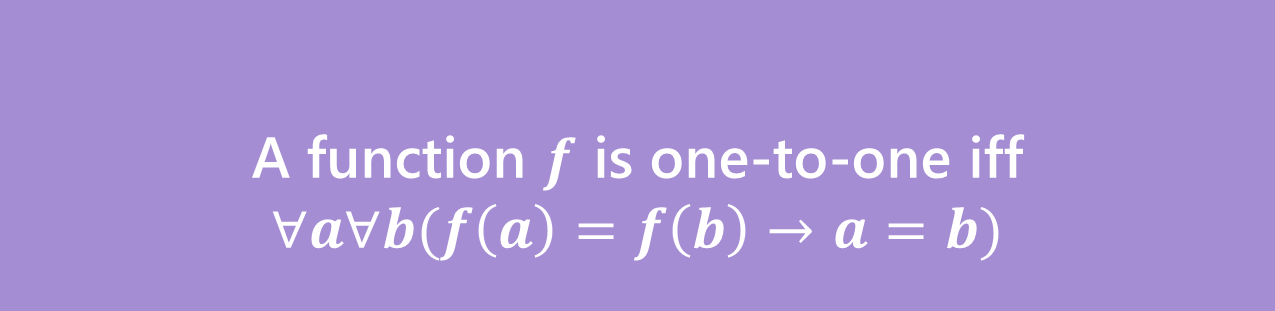 A function f is one-to-one iff
∀a∀b(f(a) = f(b) → a = b)